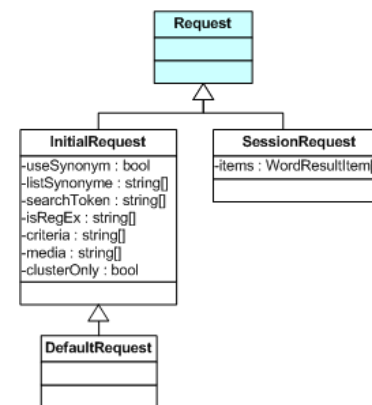 Request
InitialRequest
-useSynonym : bool
-listSynonyme : string[]
-searchToken : string[]
-isRegEx : string[]
-criteria : string[]
-media : string[]
-clusterOnly : bool
SessionRequest
-items : WordResultItem[
DefaultRequest